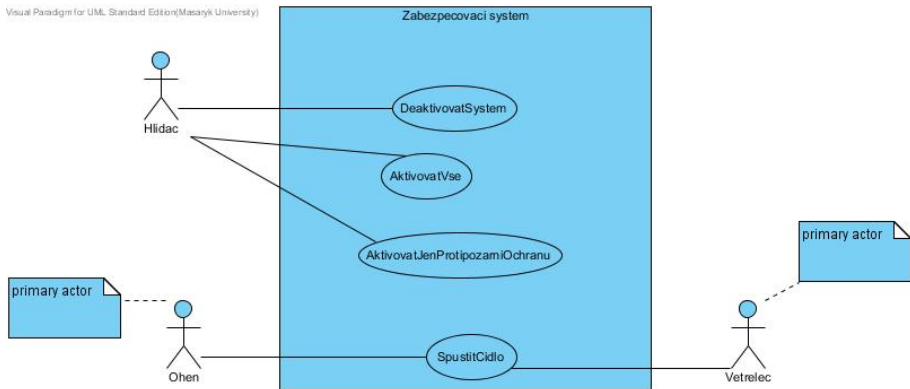 Visual Paradigm for UML Standard Edition(Masaryk University)
Zabezpecovaci system
DeaktivovatSystem
Hlidac
AktivovatVse
primary actor
AktivovatJenProtipozarniOchranu
primary actor
SpustitCidlo
Ohen
Vetrelec